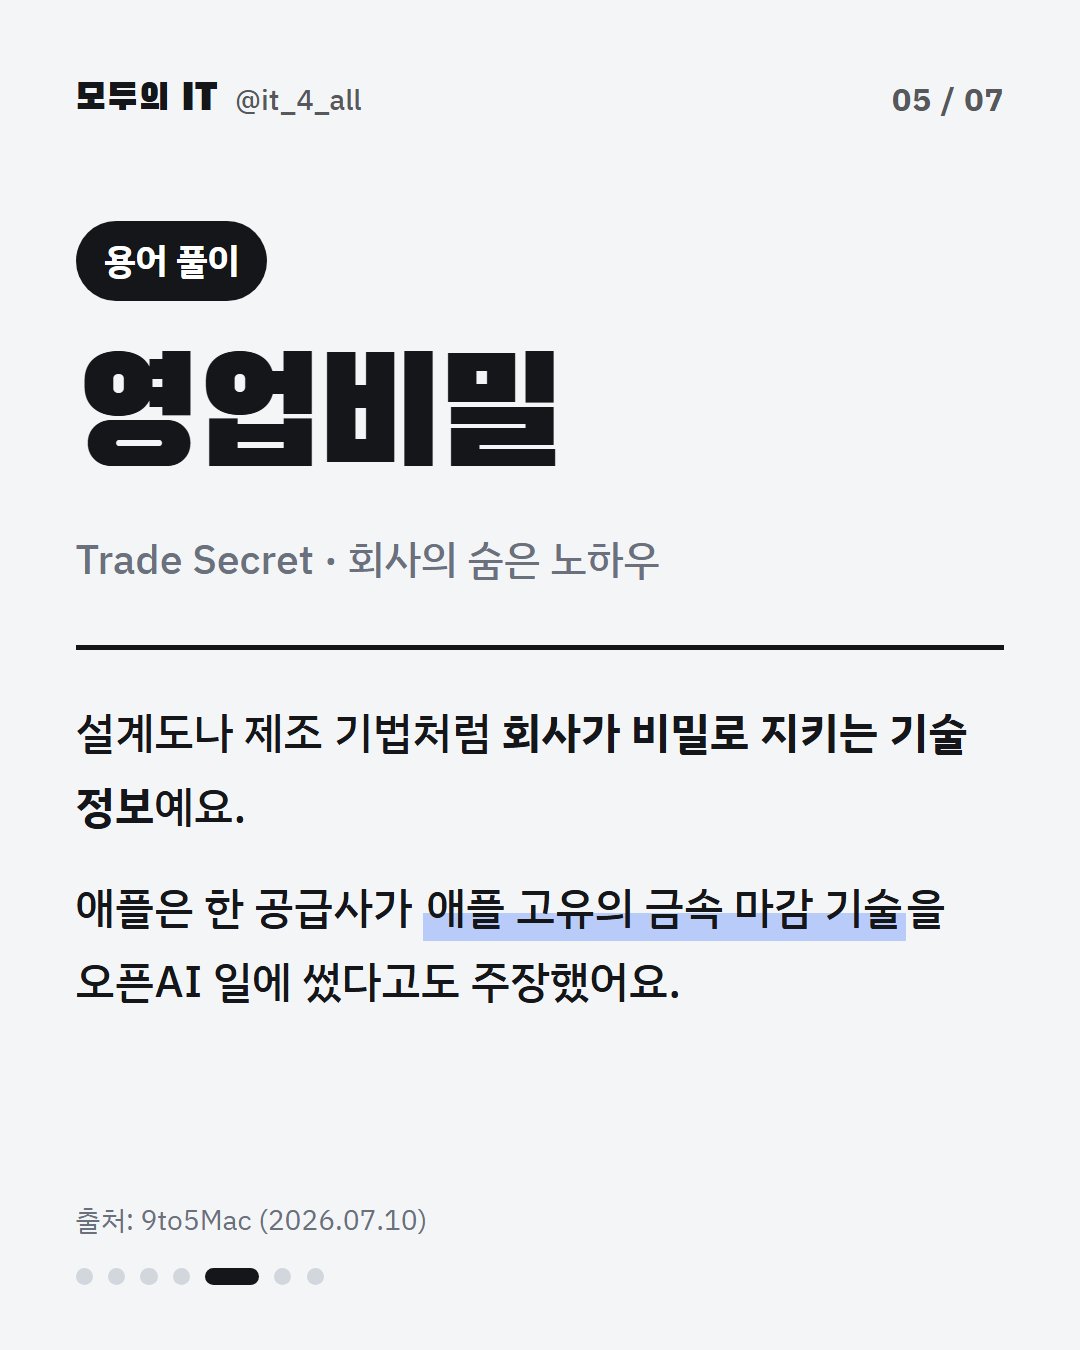 모두의 IT @it_4_all 05 / 07
용어 풀이
영업비밀
Trade Secret · 회사의 숨은 노하우
설계도나 제조 기법처럼 회사가 비밀로 지키는 기술
정보예요.
애플은 한 공급사가 애플 고유의 금속 마감 기술을
오픈AI 일에 썼다고도 주장했어요.
출처: 9to5Mac (2026.07.10)